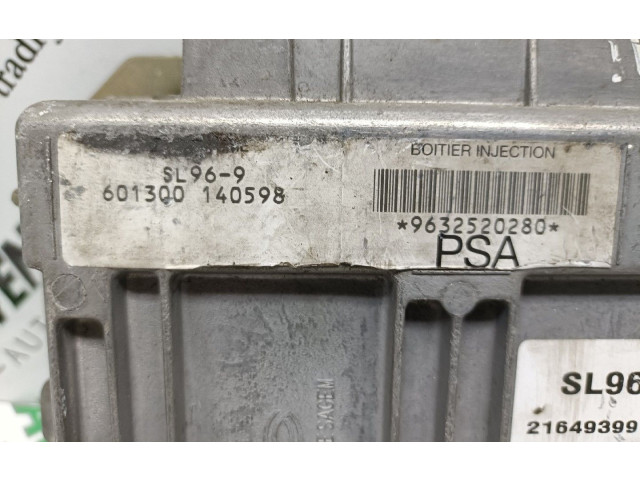 SL96-9
601300 140598
BOITIER INJECTION
*9632520280*
PSA
SL96
21649399